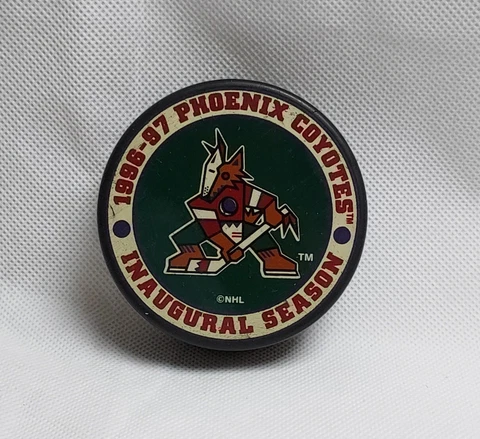 1996-97 PHOENIX COYOTES™
TM
©NHL
INAUGURAL SEASON